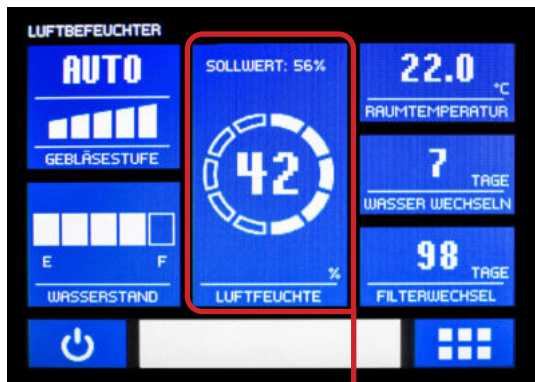 LUFTBEFEUCHTER
AUTO
GEBLÄSESTUFE
E F
WASSERSTAND
SOLLWERT: 56%
42
%
LUFTFEUCHTE
22.0
°C
RAUMTEMPERATUR
7
TAGE
WASSER WECHSELN
98
TAGE
FILTERWECHSEL